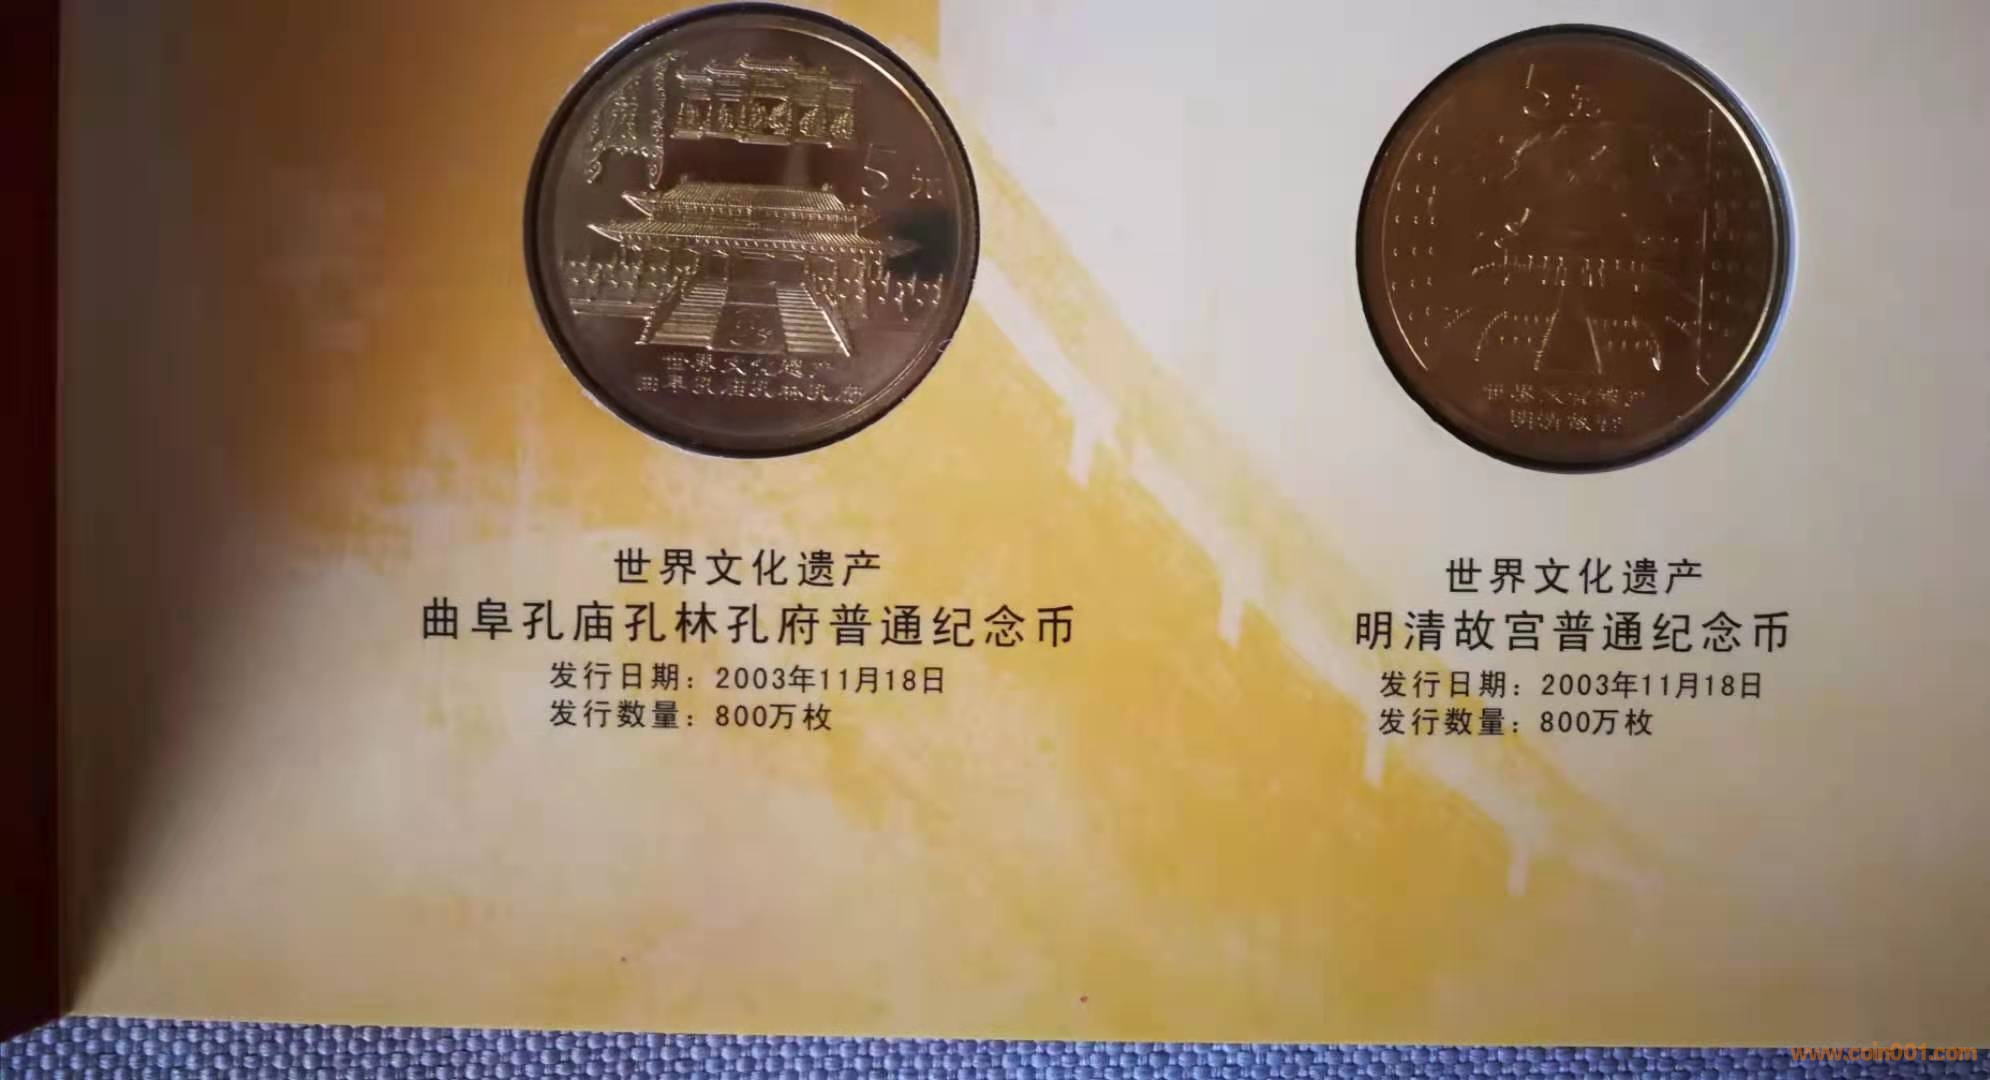 5元
世界文化遗产
曲阜孔庙孔林孔府
世界文化遗产
曲阜孔庙孔林孔府普通纪念币
发行日期：2003年11月18日
发行数量：800万枚
5元
世界文化遗产
明清故宫
世界文化遗产
明清故宫普通纪念币
发行日期：2003年11月18日
发行数量：800万枚
www.coin001.com